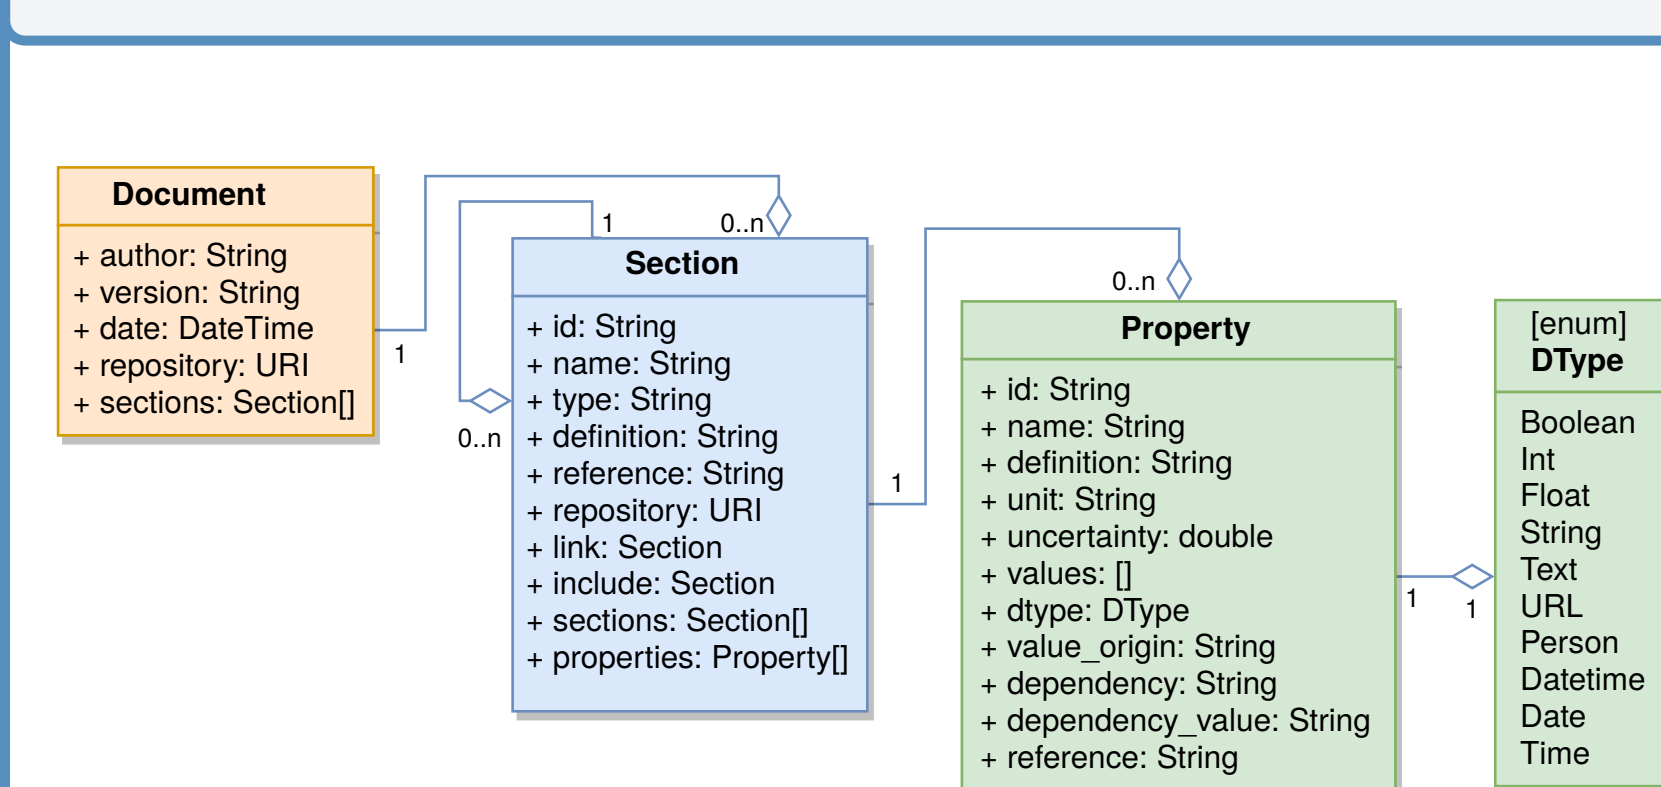 Document
+ author: String
+ version: String
+ date: DateTime
+ repository: URI
+ sections: Section[]
1
1
0..n
0..n
Section
+ id: String
+ name: String
+ type: String
+ definition: String
+ reference: String
+ repository: URI
+ link: Section
+ include: Section
+ sections: Section[]
+ properties: Property[]
1
0..n
Property
+ id: String
+ name: String
+ definition: String
+ unit: String
+ uncertainty: double
+ values: []
+ dtype: DType
+ value_origin: String
+ dependency: String
+ dependency_value: String
+ reference: String
1
1
[enum]
DType
Boolean
Int
Float
String
Text
URL
Person
Datetime
Date
Time